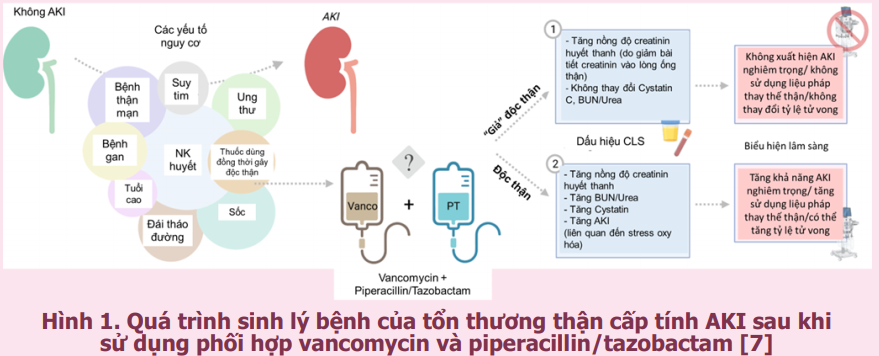 Không AKI
Các yếu tố
nguy cơ
AKI
Bệnh
thận
mạn
Suy
tim
Ung
thư
Bệnh
gan
NK
huyết
Thuốc dùng
đồng thời gây
độc thận
Tuổi
cao
Sốc
Đái tháo
đường
?
Vanco
+
PT
Vancomycin +
Piperacillin/Tazobactam
"Giả" độc thận
Độc thận
1
- Tăng nồng độ creatinin
huyết thanh (do giảm bài
tiết creatinin vào lòng ống
thận)
- Không thay đổi Cystatin
C, BUN/Urea
Không xuất hiện AKI
nghiêm trọng/ không
sử dụng liệu pháp
thay thế thận/không
thay đổi tỷ lệ tử vong
Dấu hiệu CLS
Biểu hiện lâm sàng
2
- Tăng nồng độ creatinin
huyết thanh
- Tăng BUN/Urea
- Tăng Cystatin
- Tăng AKI
(liên quan đến stress oxy
hóa)
Tăng khả năng AKI
nghiêm trọng/ tăng
sử dụng liệu pháp
thay thế thận/có thể
tăng tỷ lệ tử vong
Hình 1. Quá trình sinh lý bệnh của tổn thương thận cấp tính AKI sau khi
sử dụng phối hợp vancomycin và piperacillin/tazobactam [7]